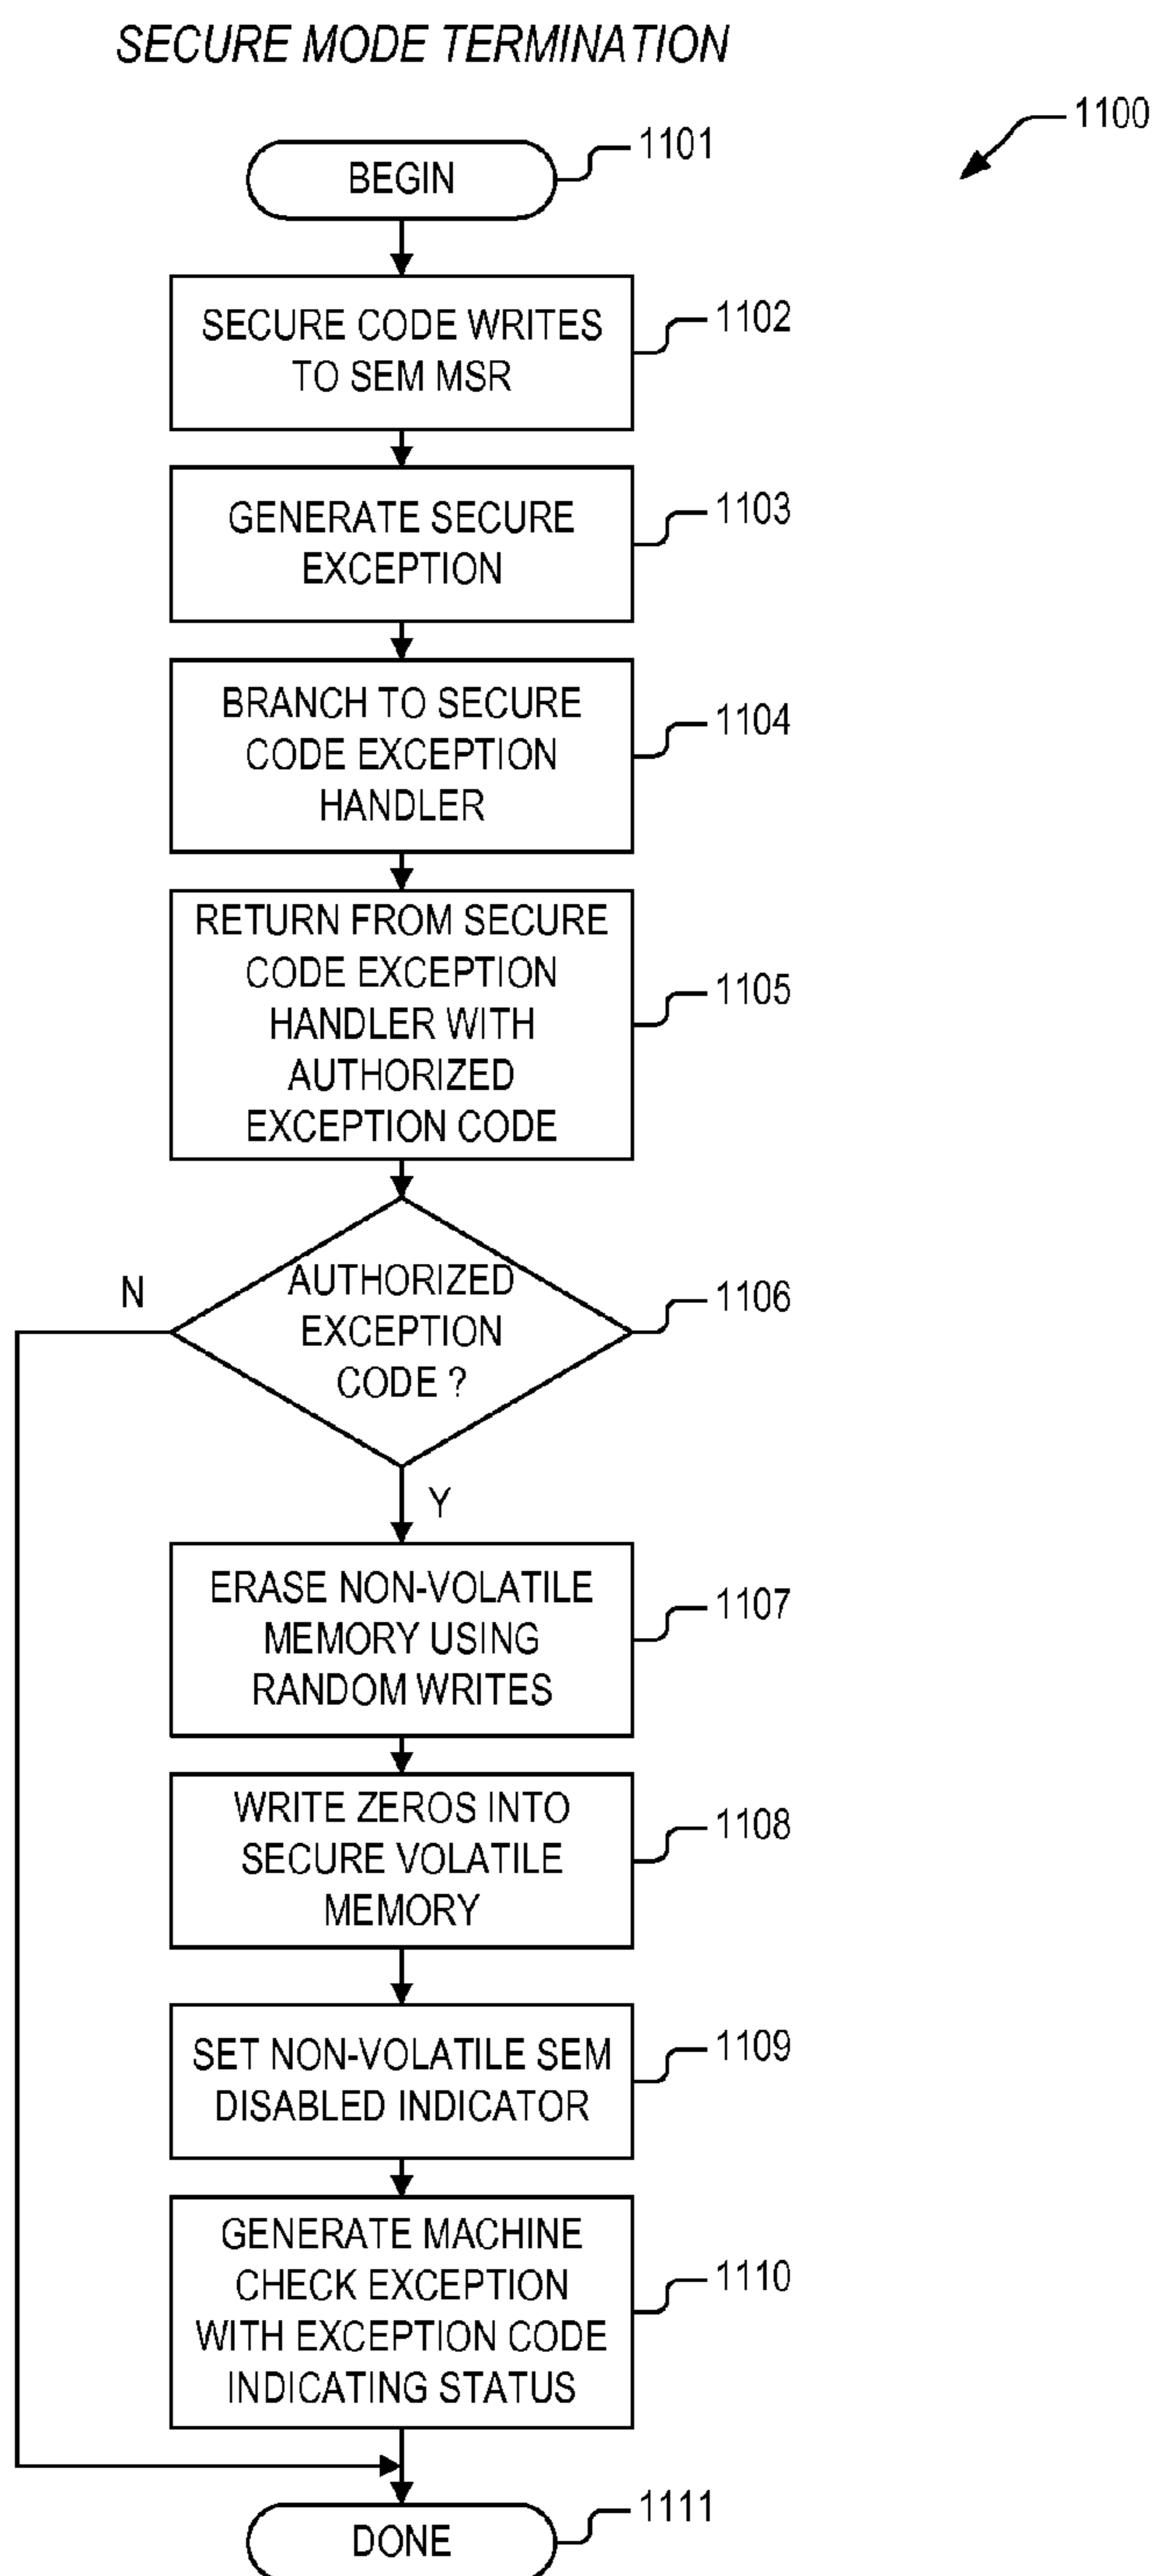 SECURE MODE TERMINATION
1100
BEGIN
1101
SECURE CODE WRITES
TO SEM MSR
1102
GENERATE SECURE
EXCEPTION
1103
BRANCH TO SECURE
CODE EXCEPTION
HANDLER
1104
RETURN FROM SECURE
CODE EXCEPTION
HANDLER WITH
AUTHORIZED
EXCEPTION CODE
1105
N
AUTHORIZED
EXCEPTION
CODE ?
1106
Y
ERASE NON-VOLATILE
MEMORY USING
RANDOM WRITES
1107
WRITE ZEROS INTO
SECURE VOLATILE
MEMORY
1108
SET NON-VOLATILE SEM
DISABLED INDICATOR
1109
GENERATE MACHINE
CHECK EXCEPTION
WITH EXCEPTION CODE
INDICATING STATUS
1110
DONE
1111